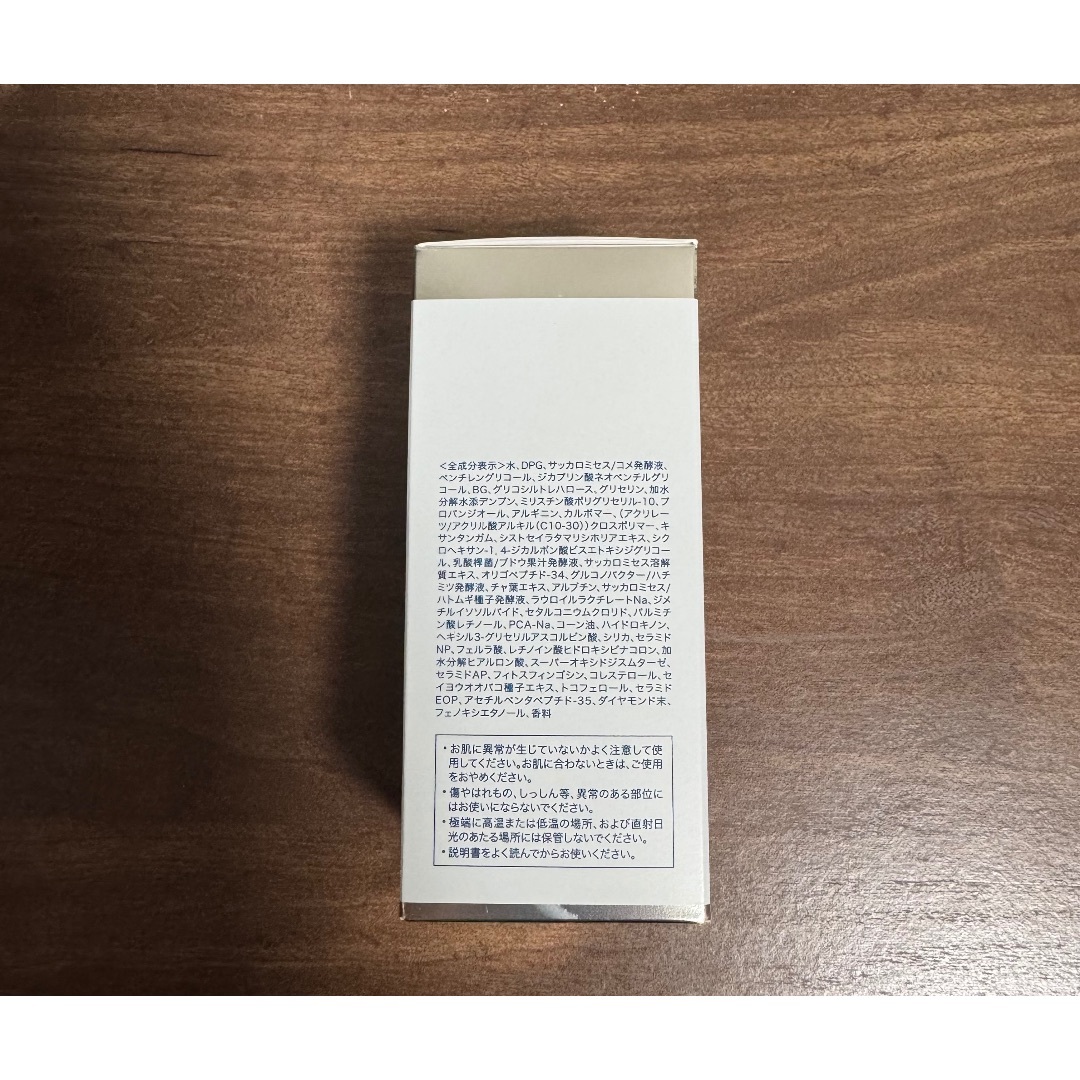 ＜全成分表示＞水、DPG、サッカロミセス/コメ発酵液、
ペンチレングリコール、ジカプリン酸ネオペンチルグリ
コール、BG、グリコシルトレハロース、グリセリン、加水
分解水添デンプン、ミリスチン酸ポリグリセリル-10、プ
ロパンジオール、アルギニン、カルボマー、（アクリレー
ツ/アクリル酸アルキル（C10-30））クロスポリマー、キ
サンタンガム、シストセイラタマリシホリアエキス、シク
ロヘキサン-1, 4-ジカルボン酸ビスエトキシジグリコー
ル、乳酸桿菌/ブドウ果汁発酵液、サッカロミセス溶解
質エキス、オリゴペプチド-34、グルコノバクター/ハチ
ミツ発酵液、チャ葉エキス、アルブチン、サッカロミセス/
ハトムギ種子発酵液、ラウロイルラクチレートNa、ジメ
チルイソソルバイド、セタルコニウムクロリド、パルミチ
ン酸レチノール、PCA-Na、コーン油、ハイドロキノン、
ヘキシル3-グリセリルアスコルビン酸、シリカ、セラミド
NP、フェルラ酸、レチノイン酸ヒドロキシピナコロン、加
水分解ヒアルロン酸、スーパーオキシドジスムターゼ、
セラミドAP、フィトスフィンゴシン、コレステロール、セ
イヨウオオバコ種子エキス、トコフェロール、セラミド
EOP、アセチルペンタペプチド-35、ダイヤモンド末、
フェノキシエタノール、香料
・お肌に異常が生じていないかよく注意して使
用してください。お肌に合わないときは、ご使用
をおやめください。
・傷やはれもの、しっしん等、異常のある部位に
はお使いにならないでください。
・極端に高温または低温の場所、および直射日
光のあたる場所には保管しないでください。
・説明書をよく読んでからお使いください。